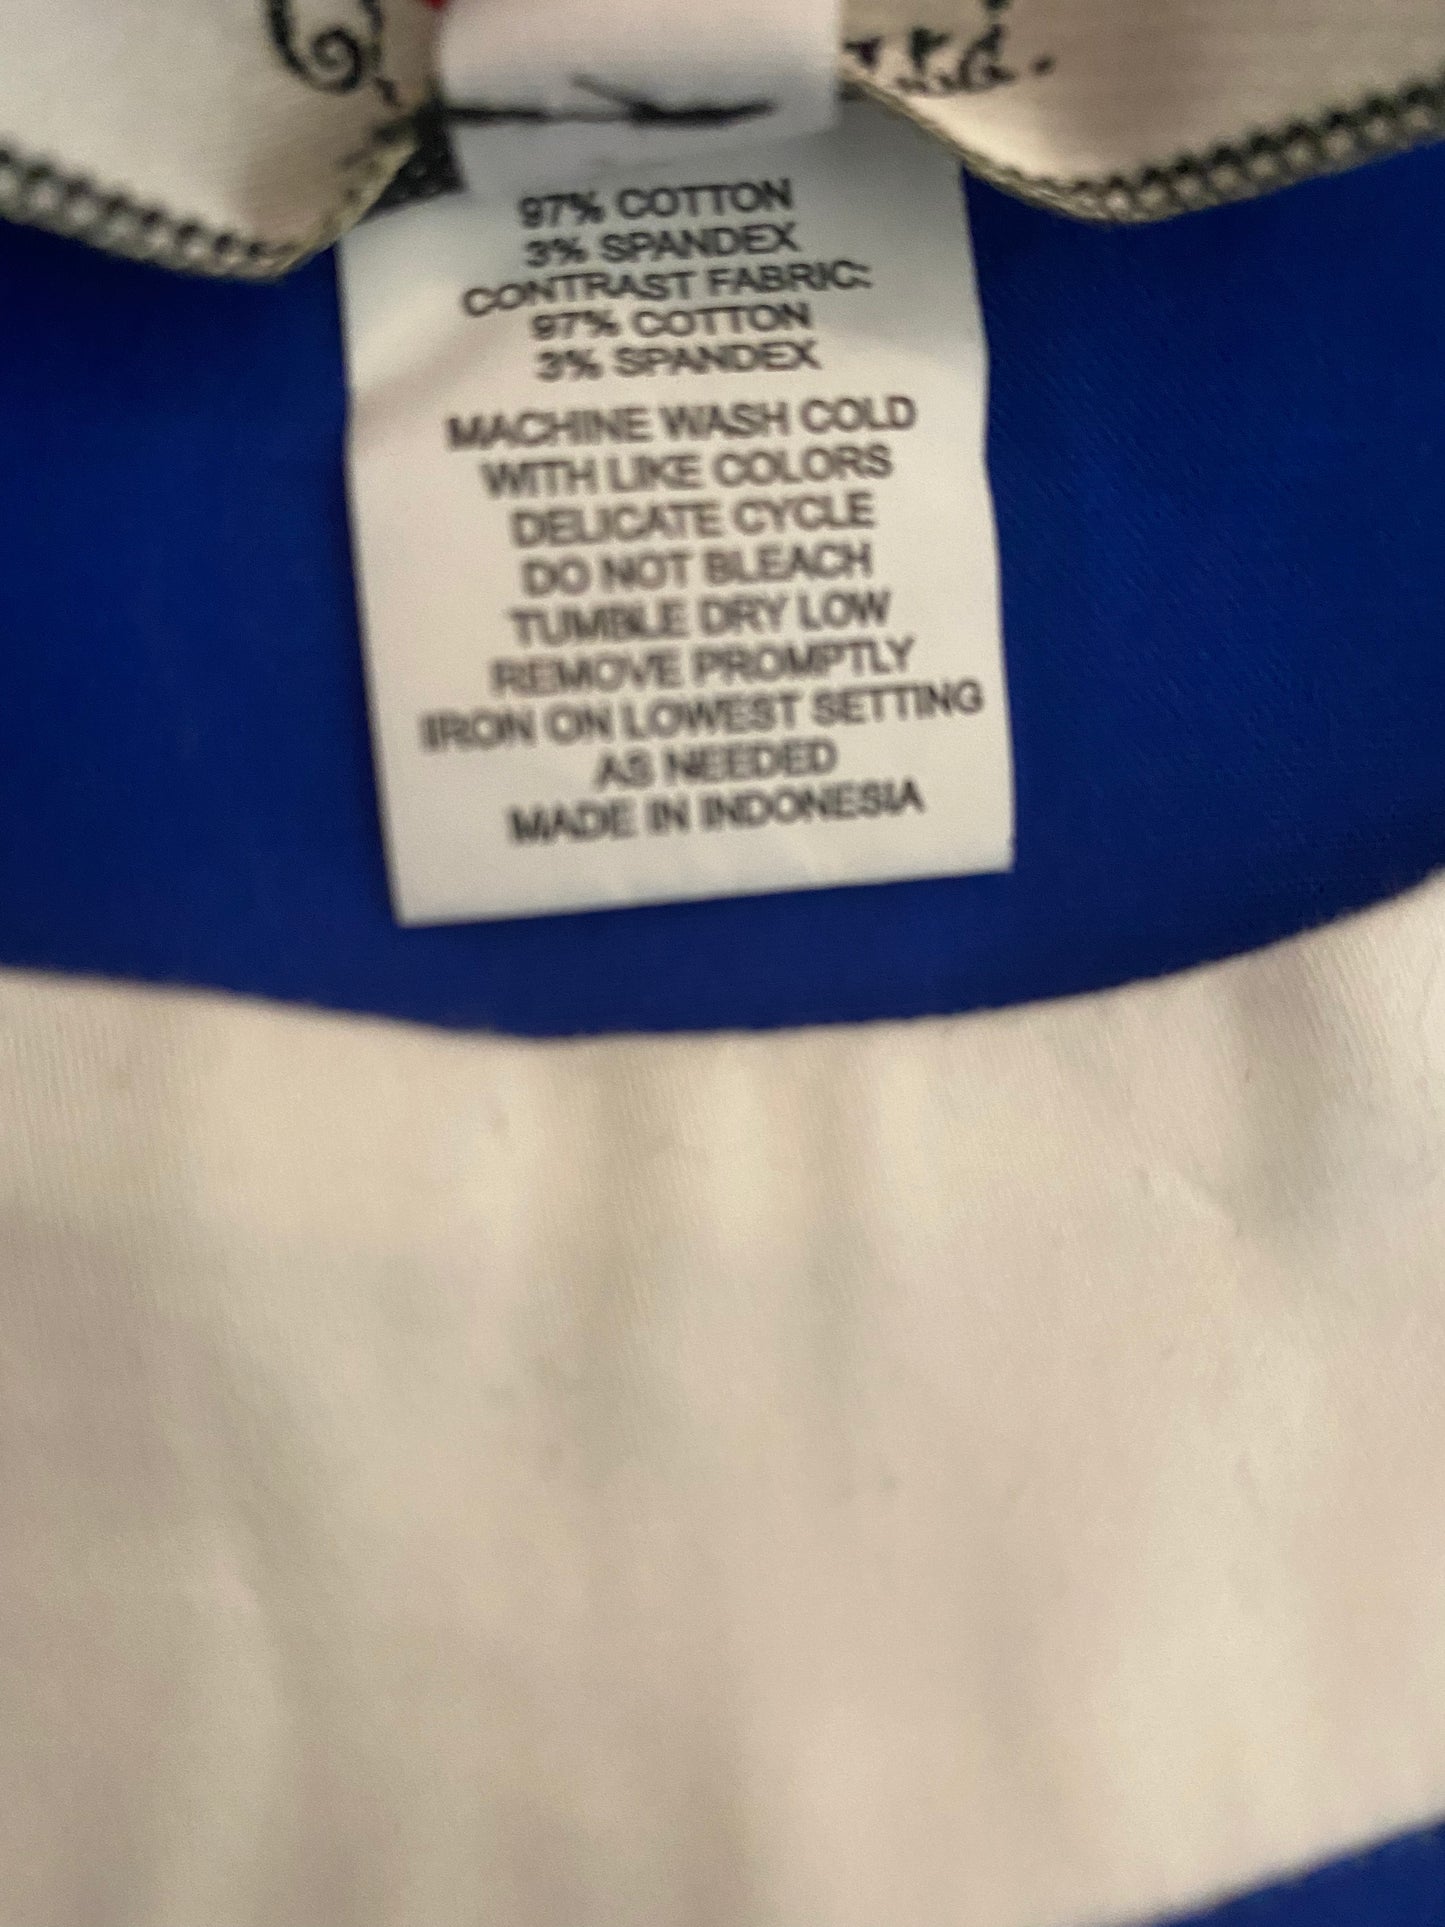 97% COTTON
3% SPANDEX
CONTRAST FABRIC:
97% COTTON
3% SPANDEX
MACHINE WASH COLD
WITH LIKE COLORS
DELICATE CYCLE
DO NOT BLEACH
TUMBLE DRY LOW
REMOVE PROMPTLY
IRON ON LOWEST SETTING
AS NEEDED
MADE IN INDONESIA